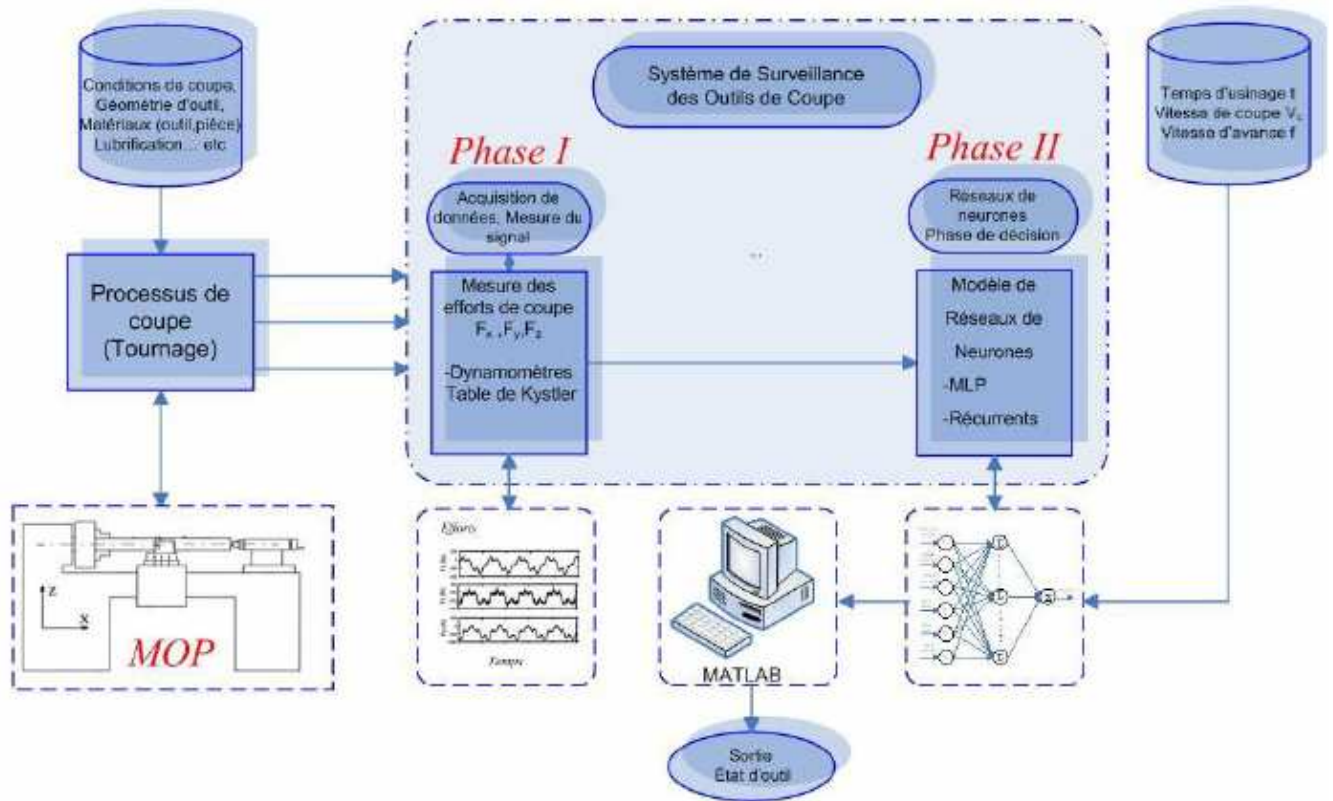 Conditions de coupe,
Géométrie d'outil,
Matériaux (outil,pièce)
Lubrification... etc
Système de Surveillance
des Outils de Coupe
Temps d'usinage t
Vitesse de coupe Vc
Vitesse d'avance f
Phase I
Phase II
Acquisition de
données, Mesure du
signal
Réseaux de
neurones
Phase de décision
..
Processus de
coupe
(Tournage)
Mesure des
efforts de coupe
Fx ,Fy,Fz
-Dynamomètres
Table de Kystler
Modèle de
Réseaux de
Neurones
-MLP
-Récurrents
Z
X
MOP
Efforts
Temps
MATLAB
Sortie
État d'outil